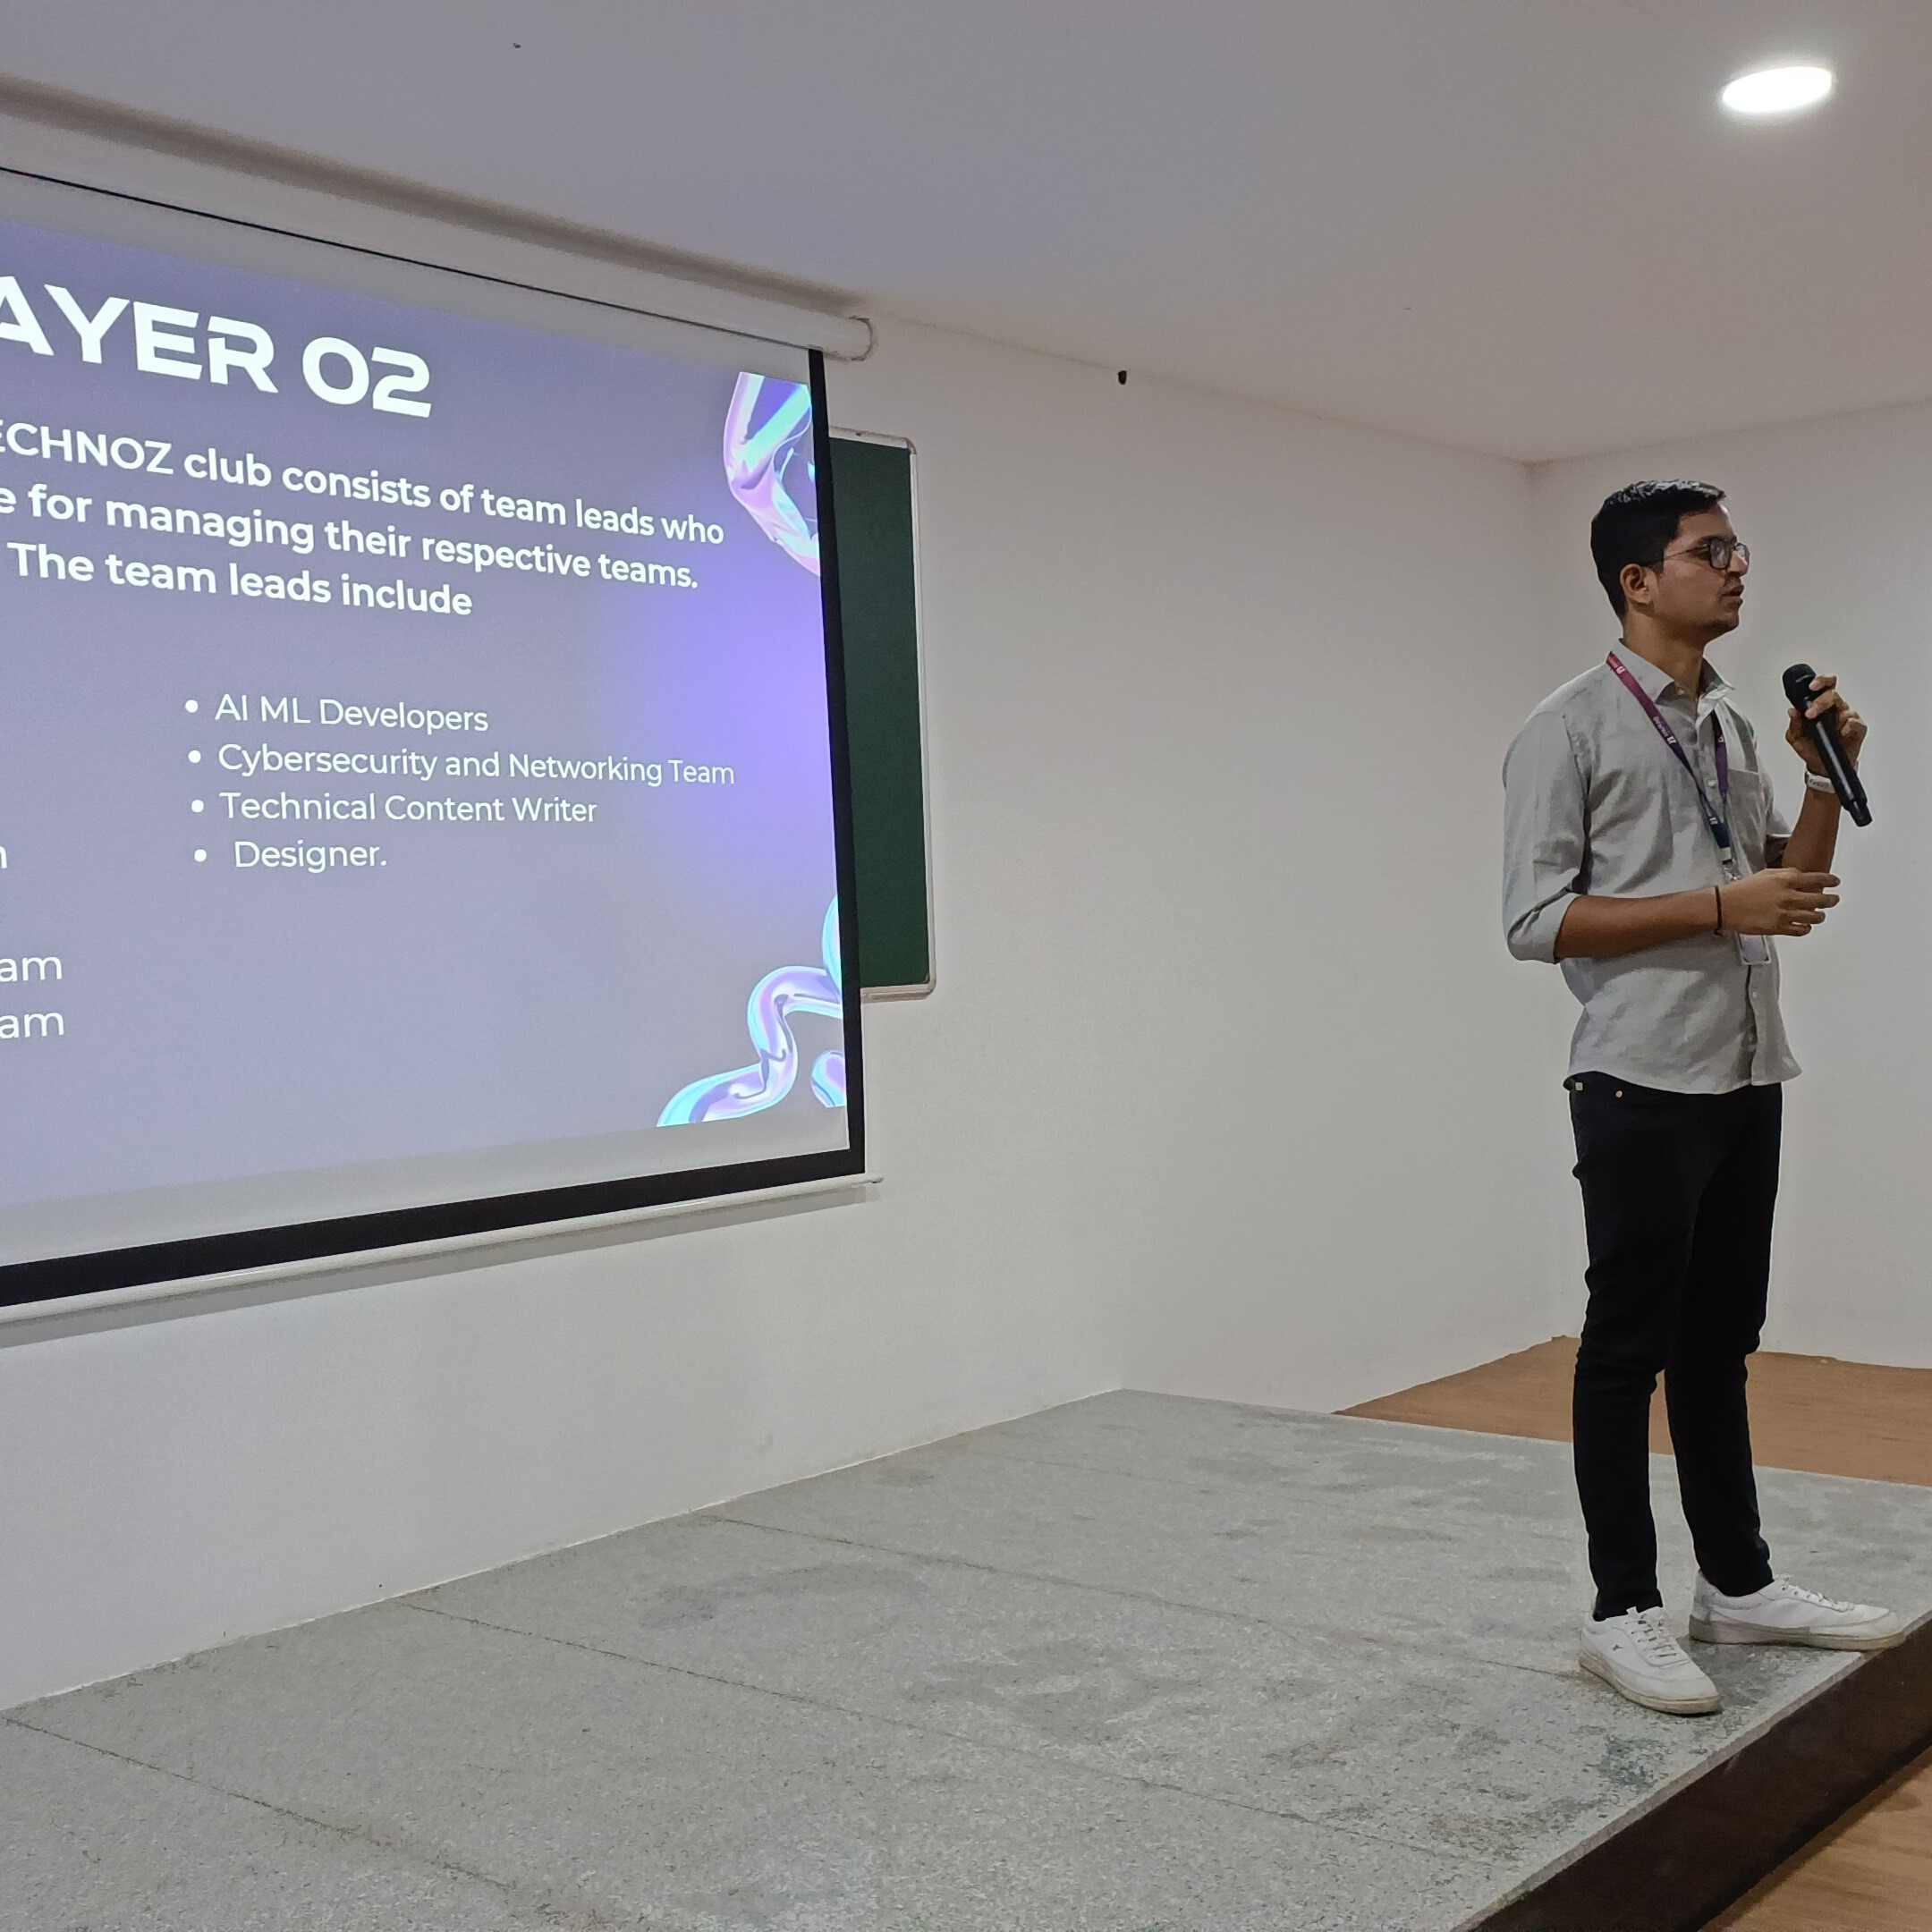 AYER 02
ECHNOZ club consists of team leads who
e for managing their respective teams.
The team leads include
AI ML Developers
Cybersecurity and Networking Team
Technical Content Writer
Designer.
am
am